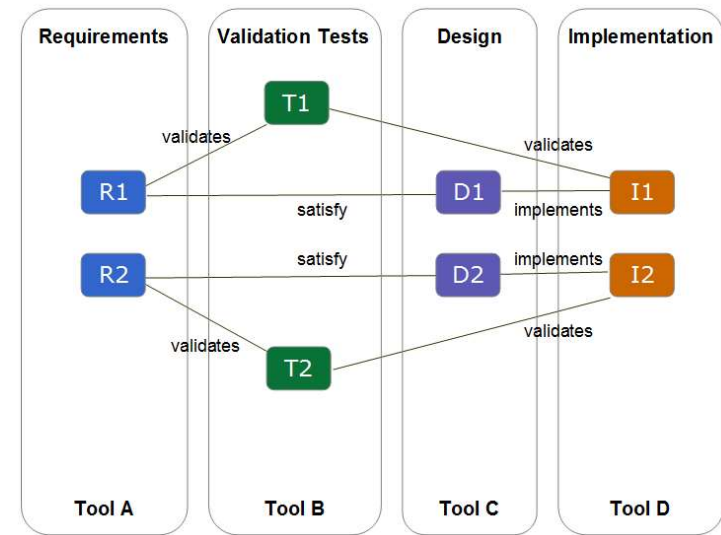 Requirements
Validation Tests
Design
Implementation
T1
validates
validates
R1
D1
I1
satisfy
implements
satisfy
implements
R2
D2
I2
validates
validates
T2
Tool A
Tool B
Tool C
Tool D